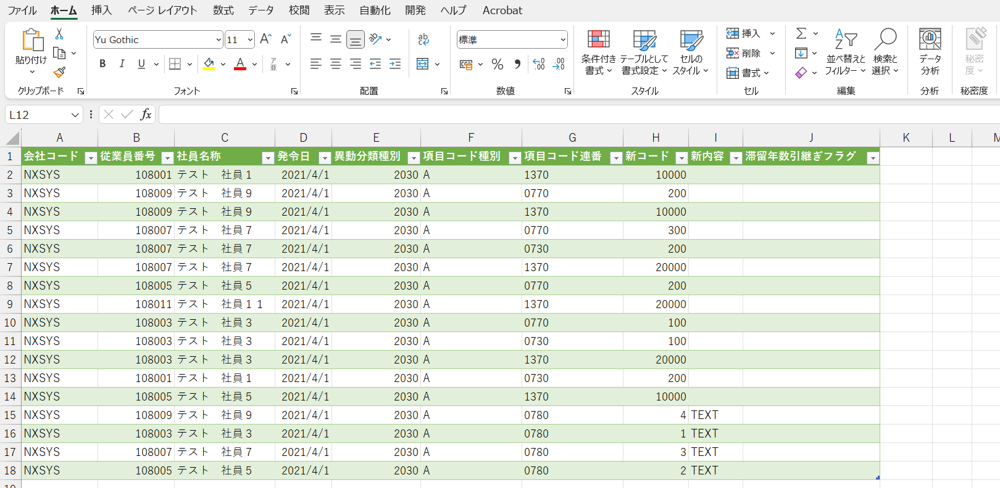 ファイル ホーム 挿入 ページ レイアウト 数式 データ 校閲 表示 自動化 開発 ヘルプ Acrobat
貼り付け
クリップボード
Yu Gothic 11
B I U
ア
亜
フォント
ab
c
配置
標準
% .00 .00
数値
条件付き
書式
テーブルとして
書式設定
セルの
スタイル
スタイル
挿入
削除
書式
セル
Σ
A
Z
並べ替えと
フィルター
検索と
選択
編集
データ
分析
分析
秘密
度
秘密度
L12 fx
A B C D E F G H I J K L M
1 会社コード 従業員番号 社員名称 発令日 異動分類種別 項目コード種別 項目コード連番 新コード 新内容 滞留年数引継ぎフラグ
2 NXSYS 108001 テスト　社員1 2021/4/1 2030 A 1370 10000
3 NXSYS 108009 テスト　社員9 2021/4/1 2030 A 0770 200
4 NXSYS 108009 テスト　社員9 2021/4/1 2030 A 1370 10000
5 NXSYS 108007 テスト　社員7 2021/4/1 2030 A 0770 300
6 NXSYS 108007 テスト　社員7 2021/4/1 2030 A 0730 200
7 NXSYS 108007 テスト　社員7 2021/4/1 2030 A 1370 20000
8 NXSYS 108005 テスト　社員5 2021/4/1 2030 A 0770 200
9 NXSYS 108011 テスト　社員１１ 2021/4/1 2030 A 1370 20000
10 NXSYS 108003 テスト　社員3 2021/4/1 2030 A 0770 100
11 NXSYS 108003 テスト　社員3 2021/4/1 2030 A 0730 100
12 NXSYS 108003 テスト　社員3 2021/4/1 2030 A 1370 20000
13 NXSYS 108001 テスト　社員1 2021/4/1 2030 A 0730 200
14 NXSYS 108005 テスト　社員5 2021/4/1 2030 A 1370 10000
15 NXSYS 108009 テスト　社員9 2021/4/1 2030 A 0780 4 TEXT
16 NXSYS 108003 テスト　社員3 2021/4/1 2030 A 0780 1 TEXT
17 NXSYS 108007 テスト　社員7 2021/4/1 2030 A 0780 3 TEXT
18 NXSYS 108005 テスト　社員5 2021/4/1 2030 A 0780 2 TEXT